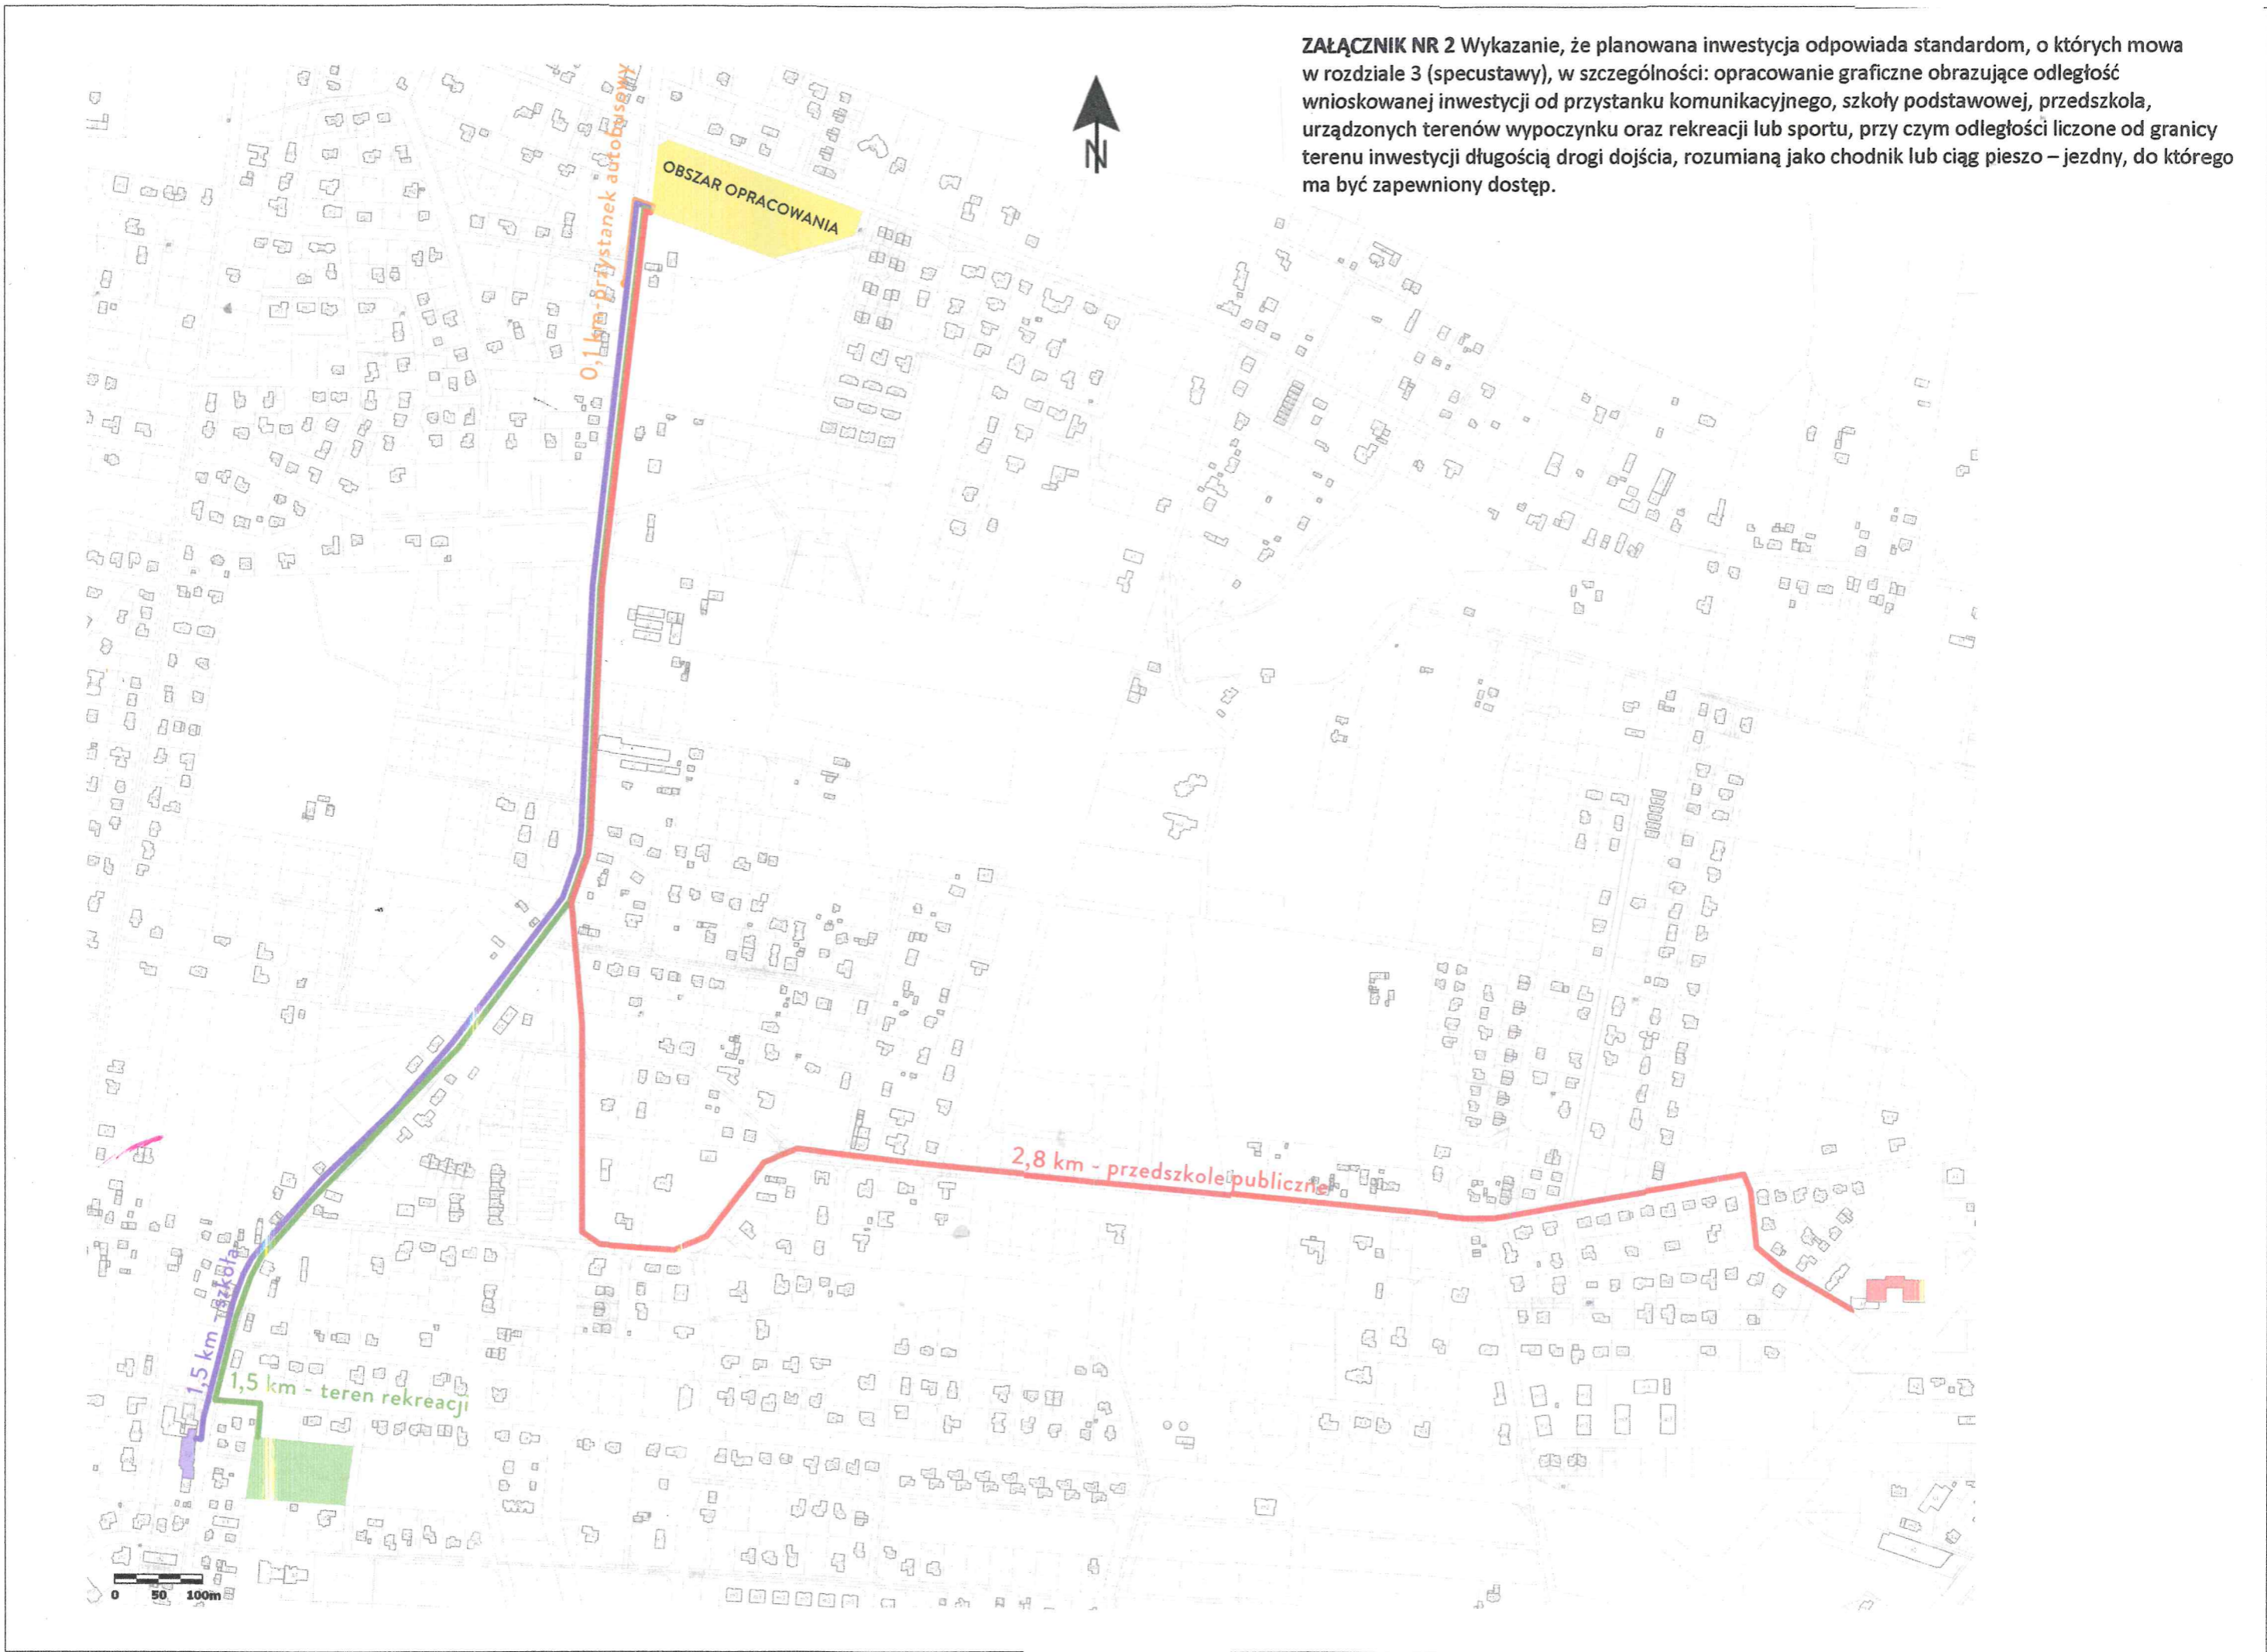 ZAŁĄCZNIK NR 2 Wykazanie, że planowana inwestycja odpowiada standardom, o których mowa
w rozdziale 3 (specustawy), w szczególności: opracowanie graficzne obrazujące odległość
wnioskowanej inwestycji od przystanku komunikacyjnego, szkoły podstawowej, przedszkola,
urządzonych terenów wypoczynku oraz rekreacji lub sportu, przy czym odległości liczone od granicy
terenu inwestycji długością drogi dojścia, rozumianą jako chodnik lub ciąg pieszo – jezdny, do którego
ma być zapewniony dostęp.
N
OBSZAR OPRACOWANIA
0,1 km-przystanek autobusowy
2,8 km - przedszkole publiczne
1,5 km - szkoła
1,5 km - teren rekreacji
0 50 100m